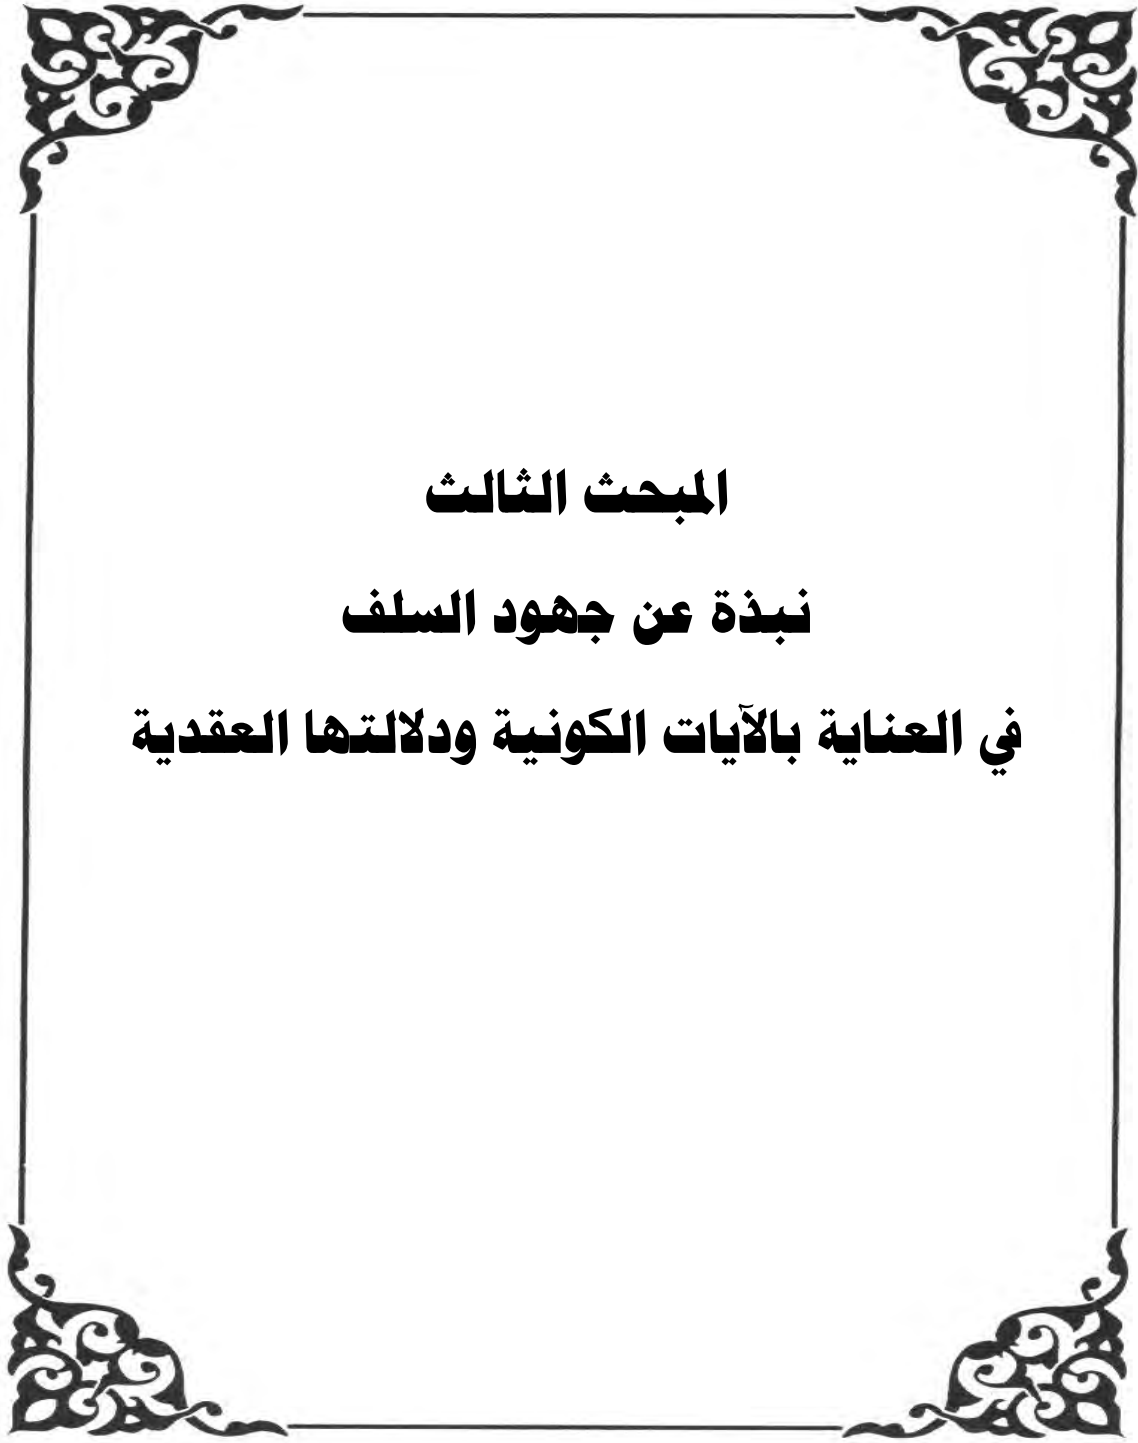 المبحث الثالث
نبذة عن جهود السلف
في العناية بالآيات الكونية ودلالتها العقدية